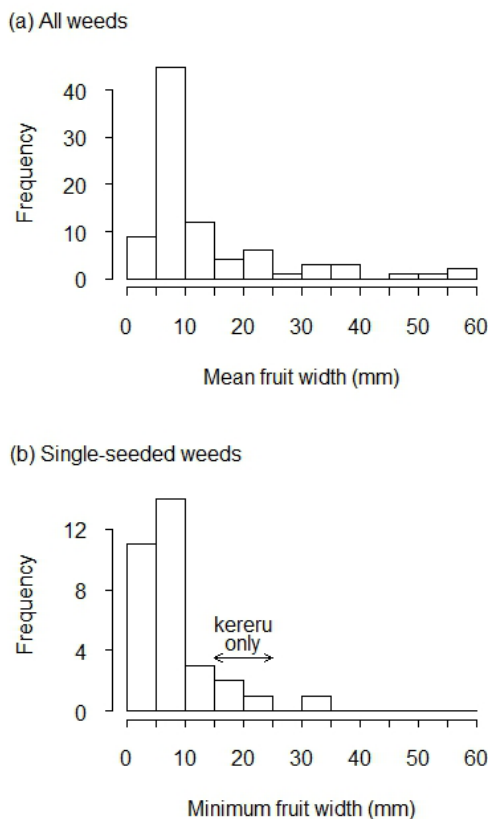 (a) All weeds
40
30
20
10
0
Frequency
0 10 20 30 40 50 60
Mean fruit width (mm)
(b) Single-seeded weeds
12
8
4
0
Frequency
kereru
only
0 10 20 30 40 50 60
Minimum fruit width (mm)